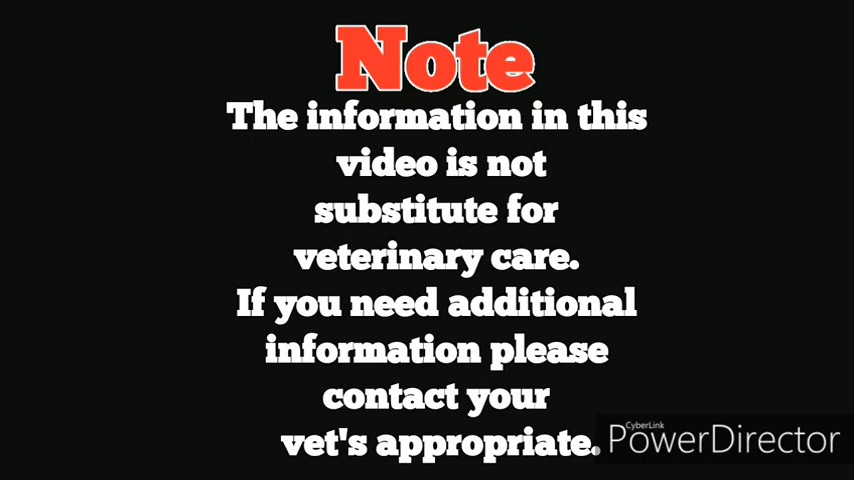 Note
The information in this
video is not
substitute for
veterinary care.
If you need additional
information please
contact your
vet's appropriate.
CyberLink
PowerDirector